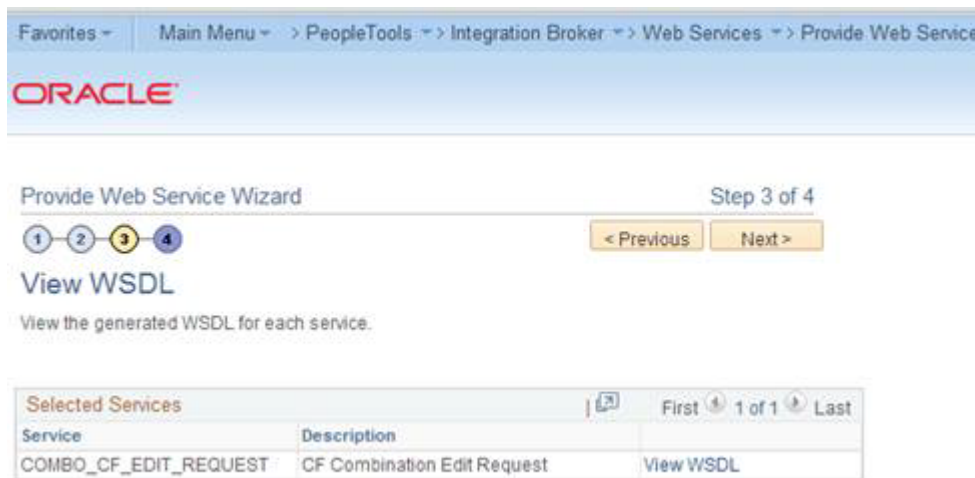 Favorites Main Menu > PeopleTools > Integration Broker > Web Services > Provide Web Service
ORACLE
Provide Web Service Wizard Step 3 of 4
1 2 3 4 < Previous Next >
View WSDL
View the generated WSDL for each service.
Selected Services | First 1 of 1 Last
Service Description
COMBO_CF_EDIT_REQUEST CF Combination Edit Request View WSDL